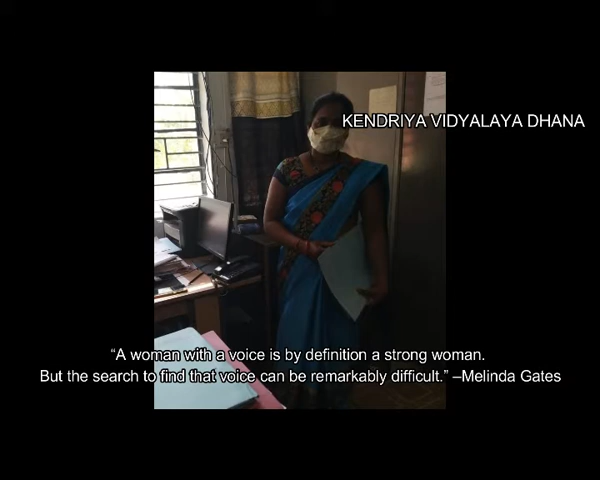 KENDRIYA VIDYALAYA DHANA
“A woman with a voice is by definition a strong woman.
But the search to find that voice can be remarkably difficult.” –Melinda Gates